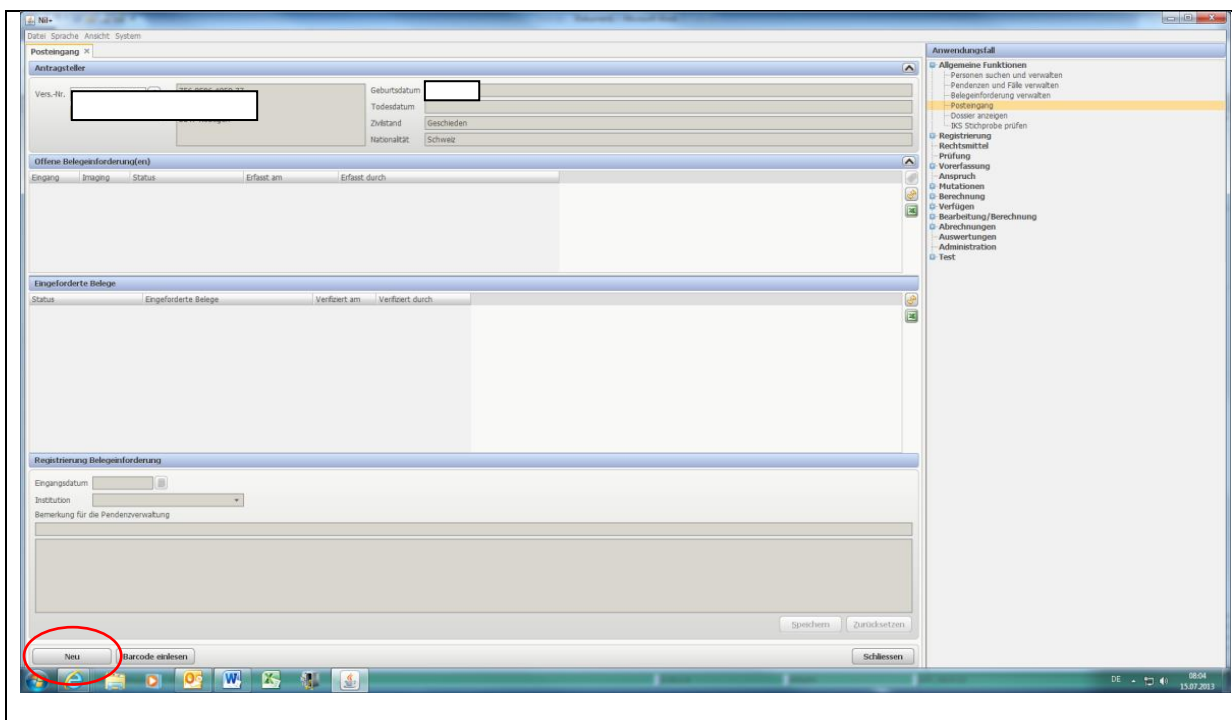 Nil+
Datei Sprache Ansicht System
Posteingang
Antragsteller
Vers.-Nr.
Geburtsdatum
Todesdatum
Zivilstand Geschieden
Nationalität Schweiz
Offene Belegeinforderung(en)
Eingang Imaging Status Erfasst am Erfasst durch
Eingeforderte Belege
Status Eingeforderte Belege Verifiziert am Verifiziert durch
Registrierung Belegeinforderung
Eingangsdatum
Institution
Bemerkung für die Pendenzverwaltung
Speichern Zurücksetzen
Neu Barcode einlesen Schliessen
Anwendungsfall
Allgemeine Funktionen
Personen suchen und verwalten
Pendenzen und Fälle verwalten
Belegeinforderung verwalten
Posteingang
Dossier anzeigen
IKS Stichprobe prüfen
Registrierung
Rechtsmittel
Prüfung
Vorerfassung
Anspruch
Mutationen
Berechnung
Verfügen
Bearbeitung/Berechnung
Abrechnungen
Auswertungen
Administration
Test
DE
08:04
15.07.2013